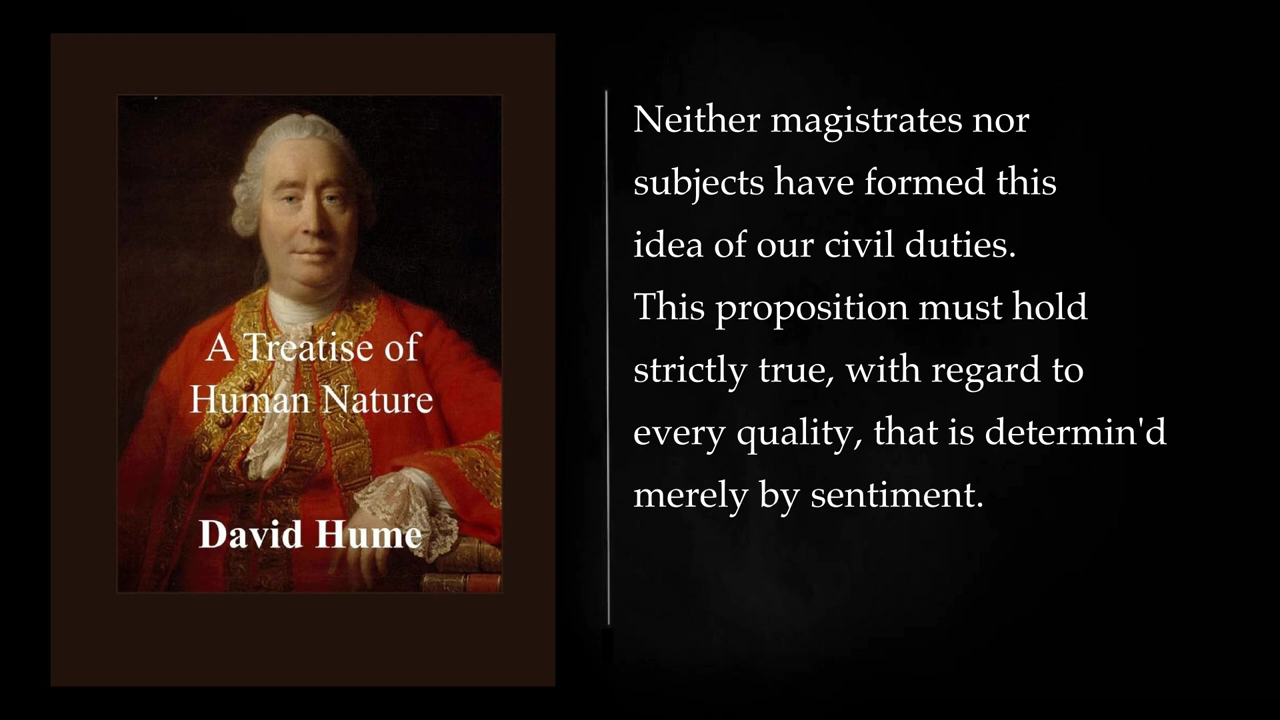 A Treatise of
Human Nature
David Hume
Neither magistrates nor
subjects have formed this
idea of our civil duties.
This proposition must hold
strictly true, with regard to
every quality, that is determin'd
merely by sentiment.